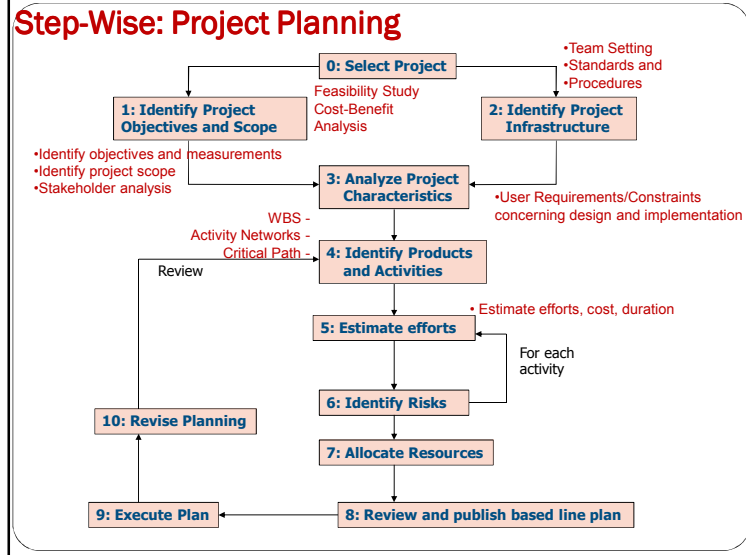 Step-Wise: Project Planning
0: Select Project
•Team Setting
•Standards and
•Procedures
Feasibility Study
Cost-Benefit
Analysis
1: Identify Project
Objectives and Scope
2: Identify Project
Infrastructure
•Identify objectives and measurements
•Identify project scope
•Stakeholder analysis
3: Analyze Project
Characteristics
•User Requirements/Constraints
concerning design and implementation
WBS -
Activity Networks -
Critical Path -
Review
4: Identify Products
and Activities
• Estimate efforts, cost, duration
5: Estimate efforts
For each
activity
6: Identify Risks
10: Revise Planning
7: Allocate Resources
9: Execute Plan
8: Review and publish based line plan